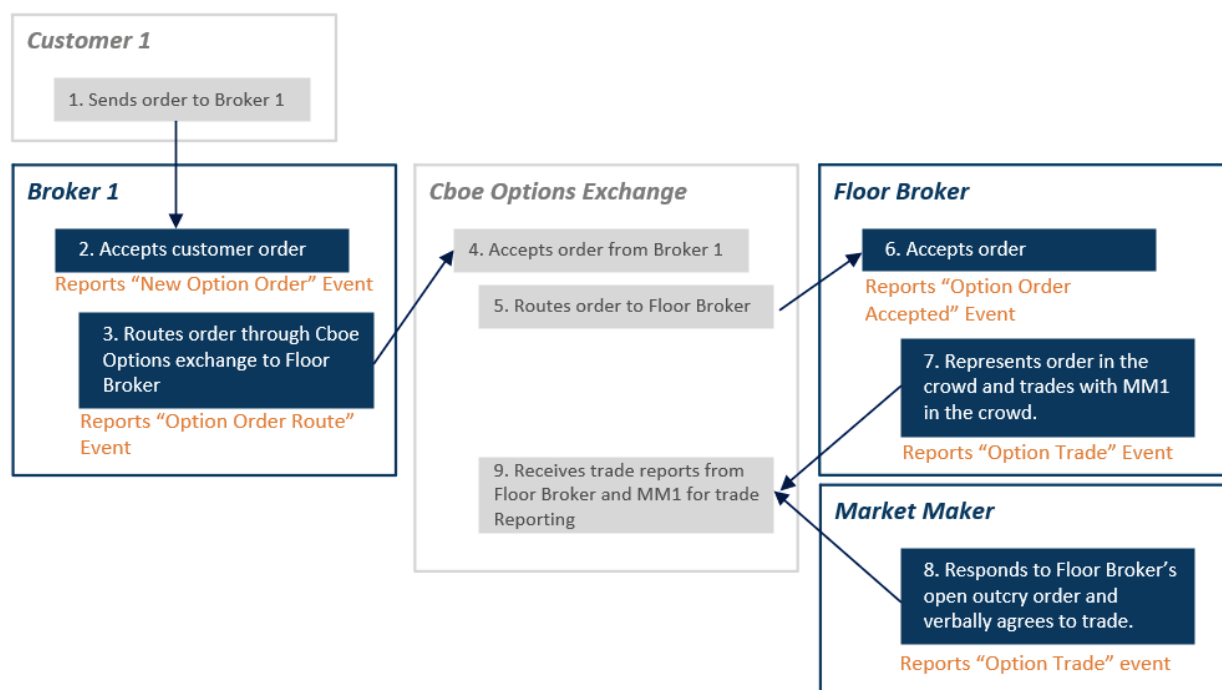 Customer 1
1. Sends order to Broker 1
Broker 1
2. Accepts customer order
Reports “New Option Order” Event
3. Routes order through Cboe
Options exchange to Floor
Broker
Reports “Option Order Route”
Event
Cboe Options Exchange
4. Accepts order from Broker 1
5. Routes order to Floor Broker
9. Receives trade reports from
Floor Broker and MM1 for trade
Reporting
Floor Broker
6. Accepts order
Reports “Option Order
Accepted” Event
7. Represents order in the
crowd and trades with MM1
in the crowd.
Reports “Option Trade” Event
Market Maker
8. Responds to Floor Broker’s
open outcry order and
verbally agrees to trade.
Reports “Option Trade” event